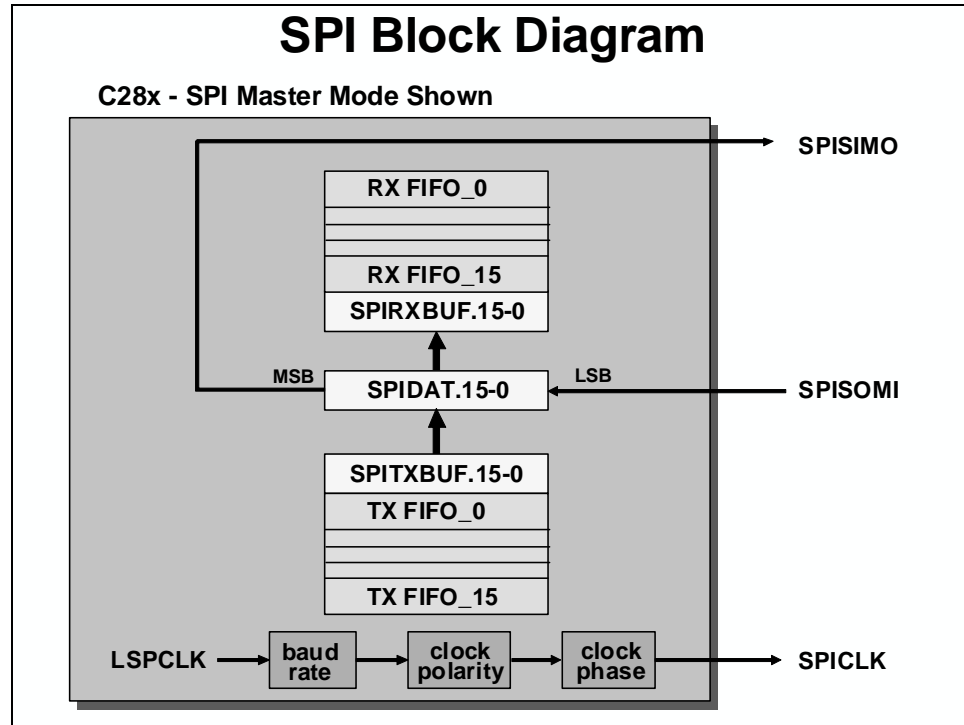 SPI Block Diagram
C28x - SPI Master Mode Shown
SPISIMO
RX FIFO_0
RX FIFO_15
SPIRXBUF.15-0
MSB
SPIDAT.15-0
LSB
SPISOMI
SPITXBUF.15-0
TX FIFO_0
TX FIFO_15
LSPCLK
baud
rate
clock
polarity
clock
phase
SPICLK